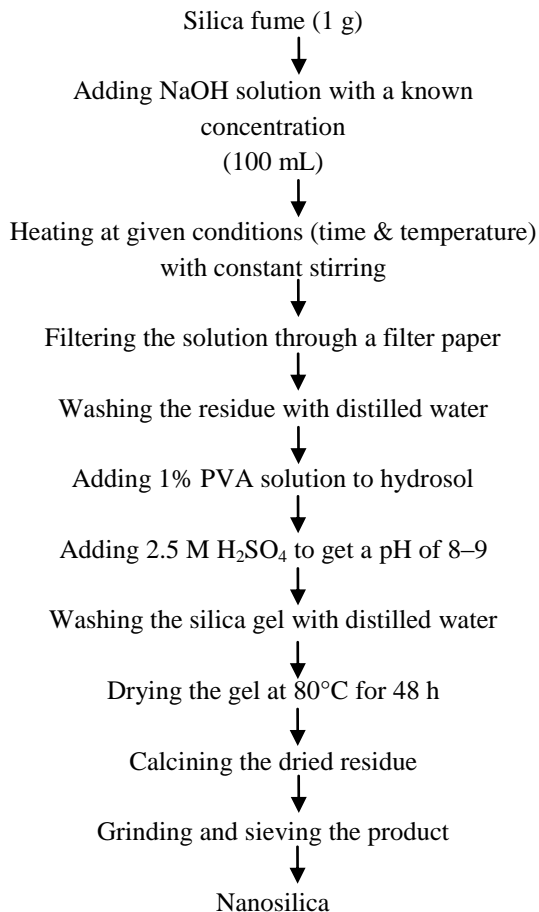 Silica fume (1 g)
Adding NaOH solution with a known
concentration
(100 mL)
Heating at given conditions (time & temperature)
with constant stirring
Filtering the solution through a filter paper
Washing the residue with distilled water
Adding 1% PVA solution to hydrosol
Adding 2.5 M H₂SO₄ to get a pH of 8–9
Washing the silica gel with distilled water
Drying the gel at 80°C for 48 h
Calcining the dried residue
Grinding and sieving the product
Nanosilica